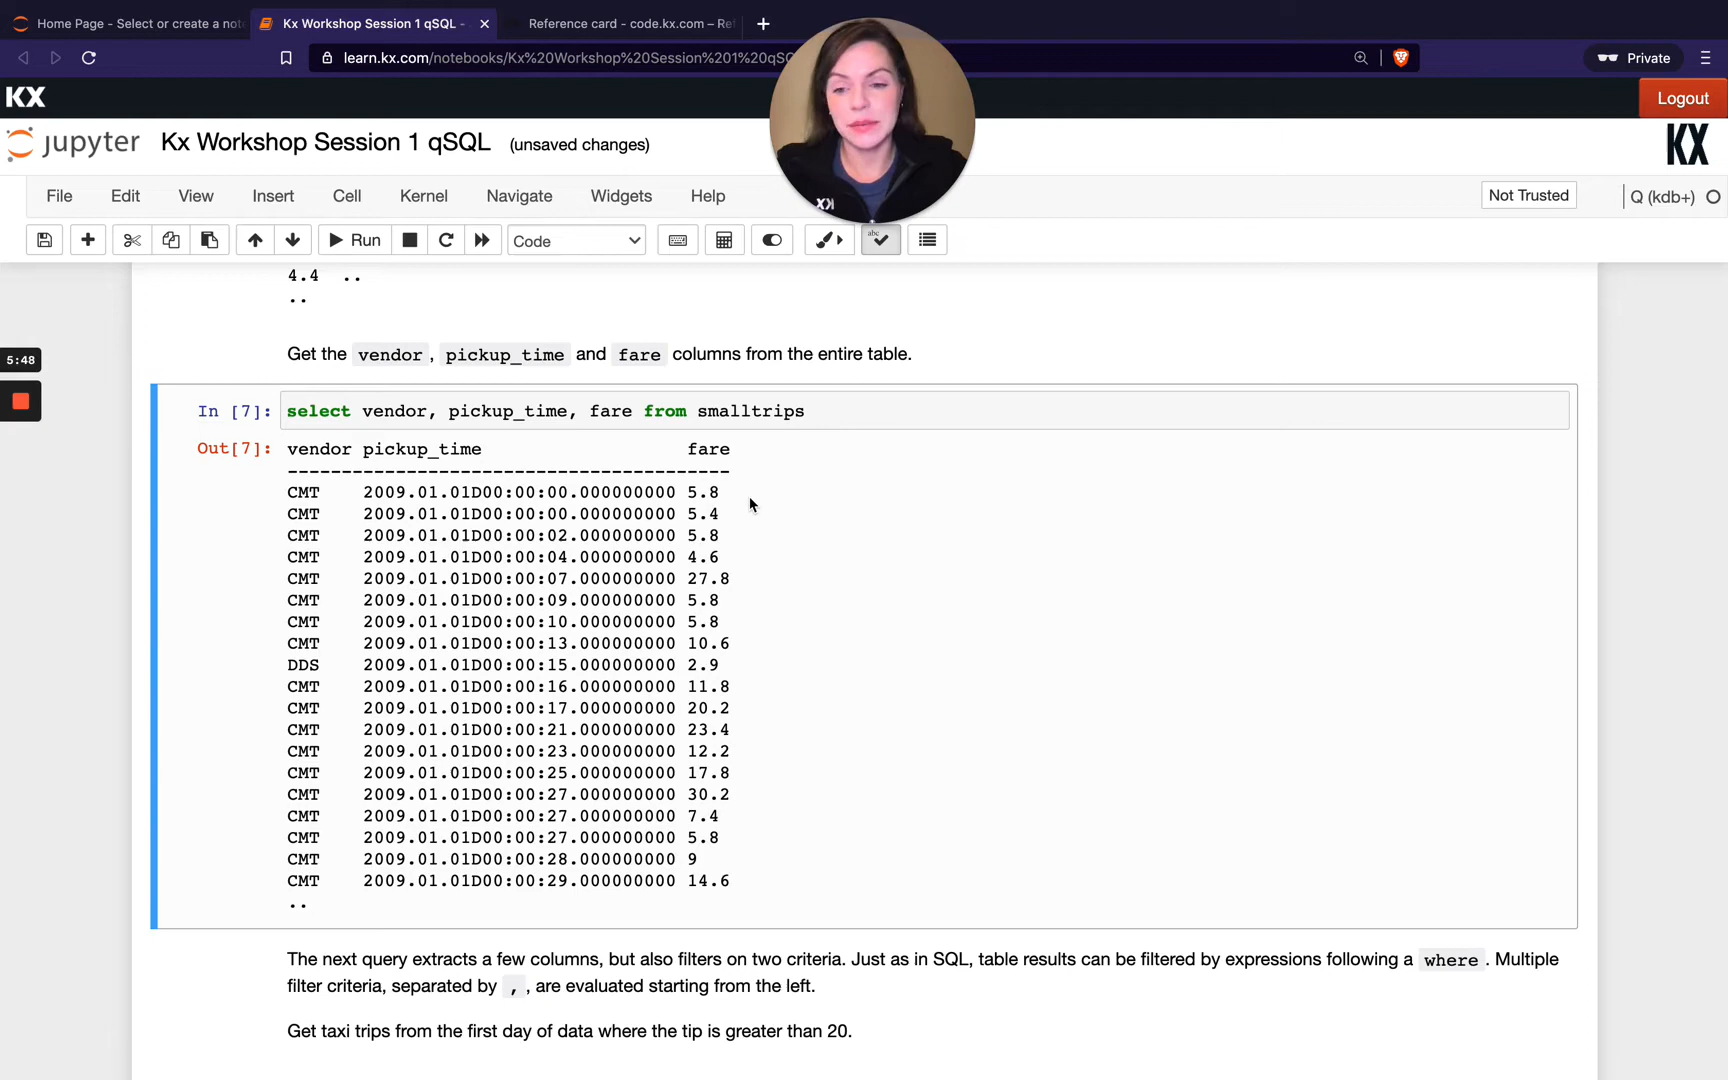 Home Page - Select or create a not
Kx Workshop Session 1 qSQL -
Reference card - code.kx.com – Ref
learn.kx.com/notebooks/Kx%20Workshop%20Session%201%20qSQ
Private
KX
Logout
jupyter Kx Workshop Session 1 qSQL (unsaved changes)
KX
KX
File Edit View Insert Cell Kernel Navigate Widgets Help
Not Trusted
Q (kdb+)
Run
Code
abc
4.4 ..
..
5:48
Get the vendor , pickup_time and fare columns from the entire table.
In [7]: select vendor, pickup_time, fare from smalltrips
Out[7]: vendor pickup_time fare
----------------------------------------
CMT 2009.01.01D00:00:00.000000000 5.8
CMT 2009.01.01D00:00:00.000000000 5.4
CMT 2009.01.01D00:00:02.000000000 5.8
CMT 2009.01.01D00:00:04.000000000 4.6
CMT 2009.01.01D00:00:07.000000000 27.8
CMT 2009.01.01D00:00:09.000000000 5.8
CMT 2009.01.01D00:00:10.000000000 5.8
CMT 2009.01.01D00:00:13.000000000 10.6
DDS 2009.01.01D00:00:15.000000000 2.9
CMT 2009.01.01D00:00:16.000000000 11.8
CMT 2009.01.01D00:00:17.000000000 20.2
CMT 2009.01.01D00:00:21.000000000 23.4
CMT 2009.01.01D00:00:23.000000000 12.2
CMT 2009.01.01D00:00:25.000000000 17.8
CMT 2009.01.01D00:00:27.000000000 30.2
CMT 2009.01.01D00:00:27.000000000 7.4
CMT 2009.01.01D00:00:27.000000000 5.8
CMT 2009.01.01D00:00:28.000000000 9
CMT 2009.01.01D00:00:29.000000000 14.6
..
The next query extracts a few columns, but also filters on two criteria. Just as in SQL, table results can be filtered by expressions following a where . Multiple
filter criteria, separated by , , are evaluated starting from the left.
Get taxi trips from the first day of data where the tip is greater than 20.